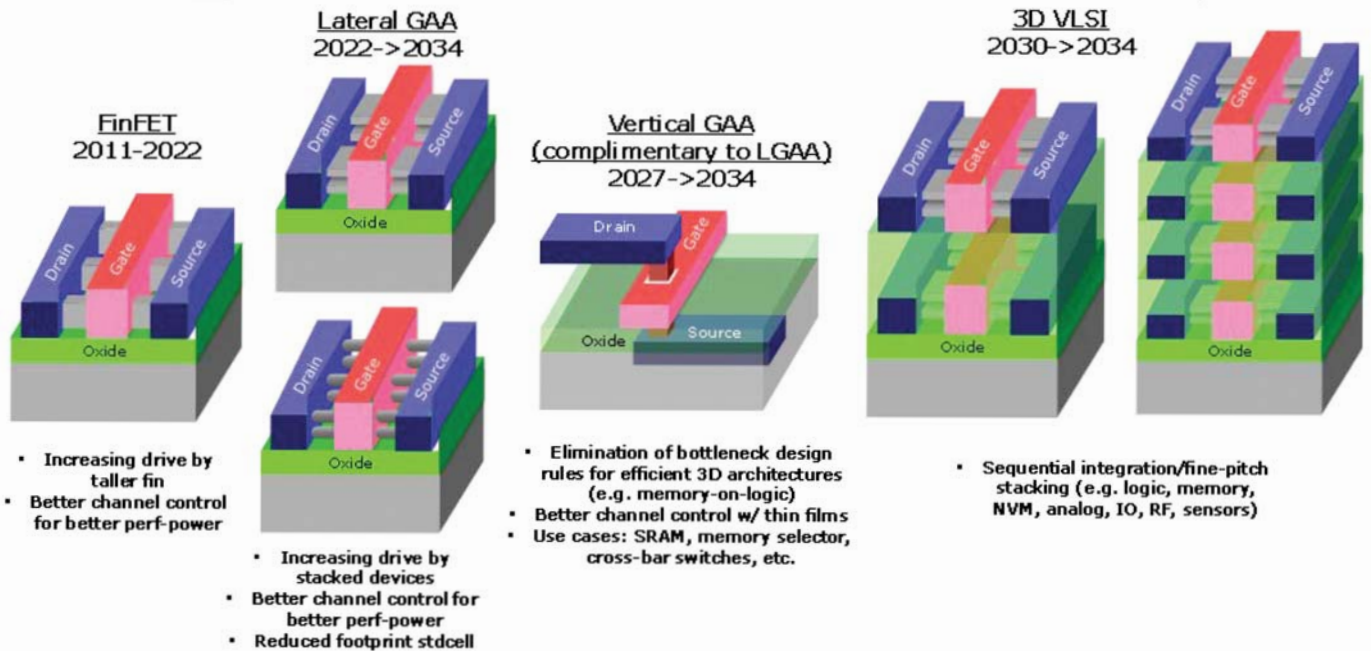 FinFET
2011-2022
Drain
Gate
Source
Oxide
▪ Increasing drive by
taller fin
▪ Better channel control
for better perf-power
Lateral GAA
2022->2034
Drain
Gate
Source
Oxide
Drain
Gate
Source
Oxide
▪ Increasing drive by
stacked devices
▪ Better channel control for
better perf-power
▪ Reduced footprint stdcell
Vertical GAA
(complimentary to LGAA)
2027->2034
Drain
Gate
Oxide
Source
▪ Elimination of bottleneck design
rules for efficient 3D architectures
(e.g. memory-on-logic)
▪ Better channel control w/ thin films
▪ Use cases: SRAM, memory selector,
cross-bar switches, etc.
3D VLSI
2030->2034
Drain
Gate
Source
Oxide
Drain
Gate
Source
Oxide
▪ Sequential integration/fine-pitch
stacking (e.g. logic, memory,
NVM, analog, IO, RF, sensors)